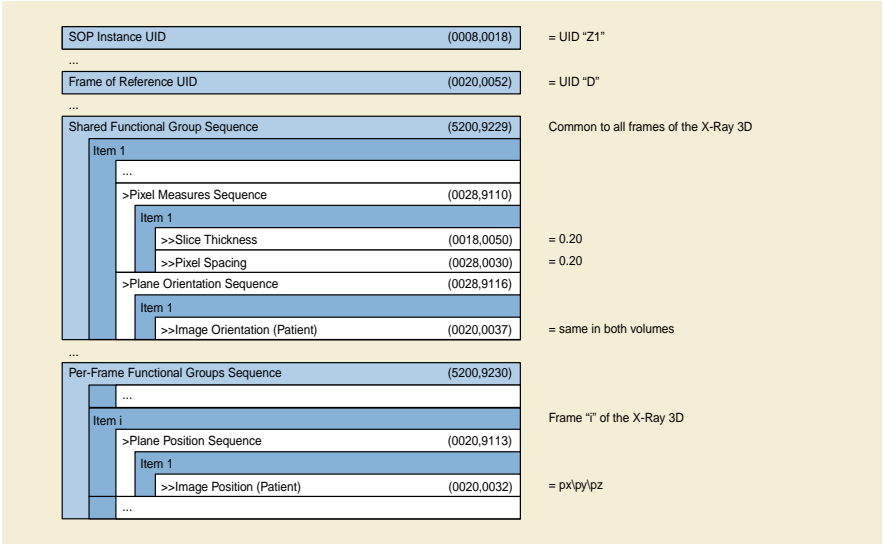 SOP Instance UID (0008,0018) = UID “Z1”
...
Frame of Reference UID (0020,0052) = UID “D”
...
Shared Functional Group Sequence (5200,9229) Common to all frames of the X-Ray 3D
Item 1
...
>Pixel Measures Sequence (0028,9110)
Item 1
>>Slice Thickness (0018,0050) = 0.20
>>Pixel Spacing (0028,0030) = 0.20
>Plane Orientation Sequence (0028,9116)
Item 1
>>Image Orientation (Patient) (0020,0037) = same in both volumes
...
Per-Frame Functional Groups Sequence (5200,9230)
...
Item i Frame “i” of the X-Ray 3D
>Plane Position Sequence (0020,9113)
Item 1
>>Image Position (Patient) (0020,0032) = px\py\pz
...